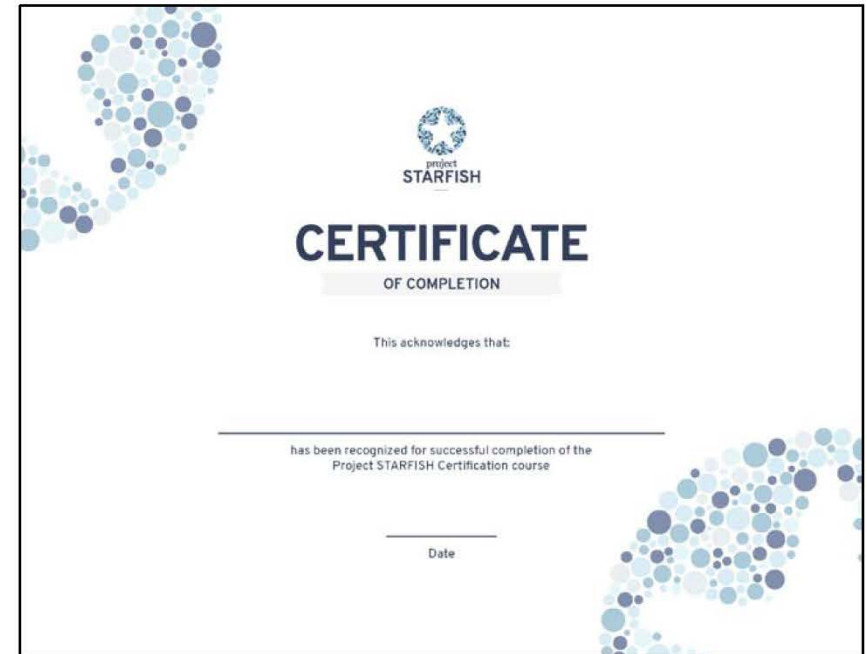 project
STARFISH
CERTIFICATE
OF COMPLETION
This acknowledges that:
has been recognized for successful completion of the
Project STARFISH Certification course
Date